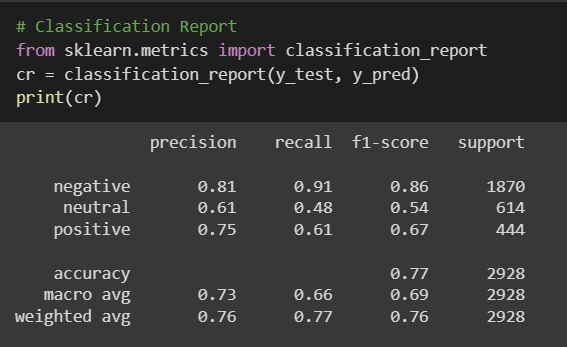 # Classification Report
from sklearn.metrics import classification_report
cr = classification_report(y_test, y_pred)
print(cr)
precision recall f1-score support
negative 0.81 0.91 0.86 1870
neutral 0.61 0.48 0.54 614
positive 0.75 0.61 0.67 444
accuracy 0.77 2928
macro avg 0.73 0.66 0.69 2928
weighted avg 0.76 0.77 0.76 2928